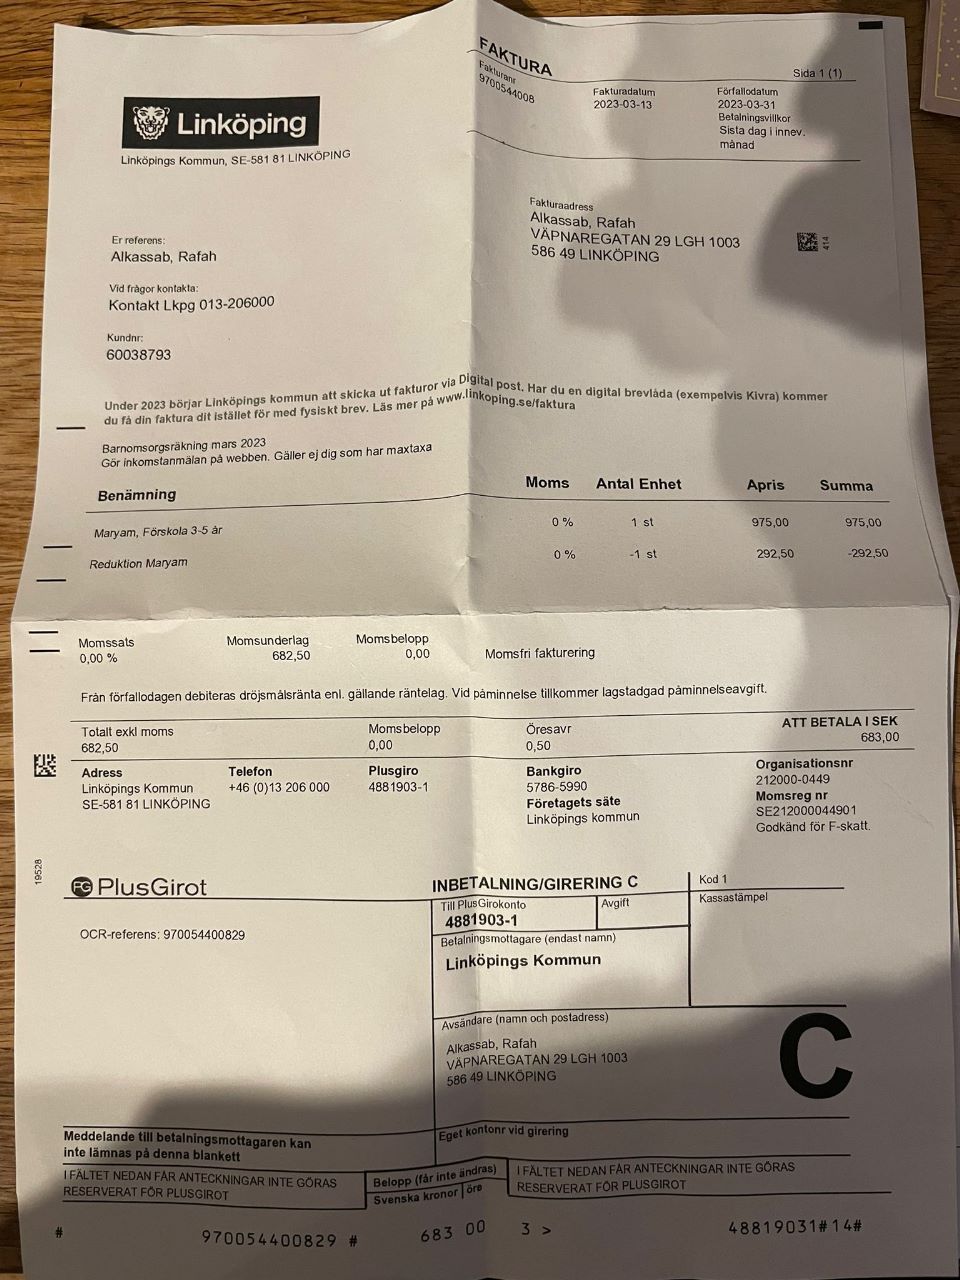 FAKTURA
Fakturanr
9700544008
Sida 1 (1)
Fakturadatum
2023-03-13
Förfallodatum
2023-03-31
Betalningsvillkor
Sista dag i innev.
månad
Linköping
Linköpings Kommun, SE-581 81 LINKÖPING
Fakturaadress
Alkassab, Rafah
VÄPNAREGATAN 29 LGH 1003
586 49 LINKÖPING
414
Er referens:
Alkassab, Rafah
Vid frågor kontakta:
Kontakt Lkpg 013-206000
Kundnr:
60038793
Under 2023 börjar Linköpings kommun att skicka ut fakturor via Digital post. Har du en digital brevlåda (exempelvis Kivra) kommer
du få din faktura dit istället för med fysiskt brev. Läs mer på www.linkoping.se/faktura
Barnomsorgsräkning mars 2023
Gör inkomstanmälan på webben. Gäller ej dig som har maxtaxa
Benämning Moms Antal Enhet Apris Summa
Maryam, Förskola 3-5 år 0 % 1 st 975,00 975,00
Reduktion Maryam 0 % -1 st 292,50 -292,50
Momssats Momsunderlag Momsbelopp
0,00 % 682,50 0,00 Momsfri fakturering
Från förfallodagen debiteras dröjsmålsränta enl. gällande räntelag. Vid påminnelse tillkommer lagstadgad påminnelseavgift.
Totalt exkl moms Momsbelopp Öresavr ATT BETALA I SEK
682,50 0,00 0,50 683,00
Adress
Linköpings Kommun
SE-581 81 LINKÖPING
Telefon
+46 (0)13 206 000
Plusgiro
4881903-1
Bankgiro
5786-5990
Företagets säte
Linköpings kommun
Organisationsnr
212000-0449
Momsreg nr
SE212000044901
Godkänd för F-skatt.
19528
PG PlusGirot
INBETALNING/GIRERING C
Kod 1
Kassastämpel
Till PlusGirokonto
4881903-1
Avgift
OCR-referens: 970054400829
Betalningsmottagare (endast namn)
Linköpings Kommun
Avsändare (namn och postadress)
Alkassab, Rafah
VÄPNAREGATAN 29 LGH 1003
586 49 LINKÖPING
C
Eget kontonr vid girering
Meddelande till betalningsmottagaren kan
inte lämnas på denna blankett
I FÄLTET NEDAN FÅR ANTECKNINGAR INTE GÖRAS
RESERVERAT FÖR PLUSGIROT
Belopp (får inte ändras)
Svenska kronor öre
I FÄLTET NEDAN FÅR ANTECKNINGAR INTE GÖRAS
RESERVERAT FÖR PLUSGIROT
# 970054400829 # 683 00 3 > 48819031#14#